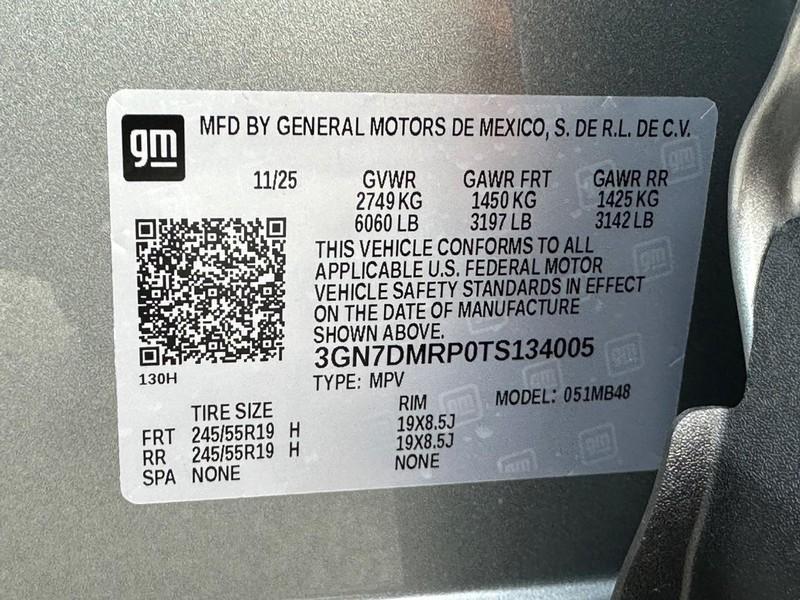 gm
MFD BY GENERAL MOTORS DE MEXICO, S. DE R.L. DE C.V.
11/25 GVWR GAWR FRT GAWR RR
2749 KG 1450 KG 1425 KG
6060 LB 3197 LB 3142 LB
THIS VEHICLE CONFORMS TO ALL
APPLICABLE U.S. FEDERAL MOTOR
VEHICLE SAFETY STANDARDS IN EFFECT
ON THE DATE OF MANUFACTURE
SHOWN ABOVE.
3GN7DMRP0TS134005
130H
TYPE: MPV MODEL: 051MB48
TIRE SIZE RIM
FRT 245/55R19 H 19X8.5J
RR 245/55R19 H 19X8.5J
SPA NONE NONE